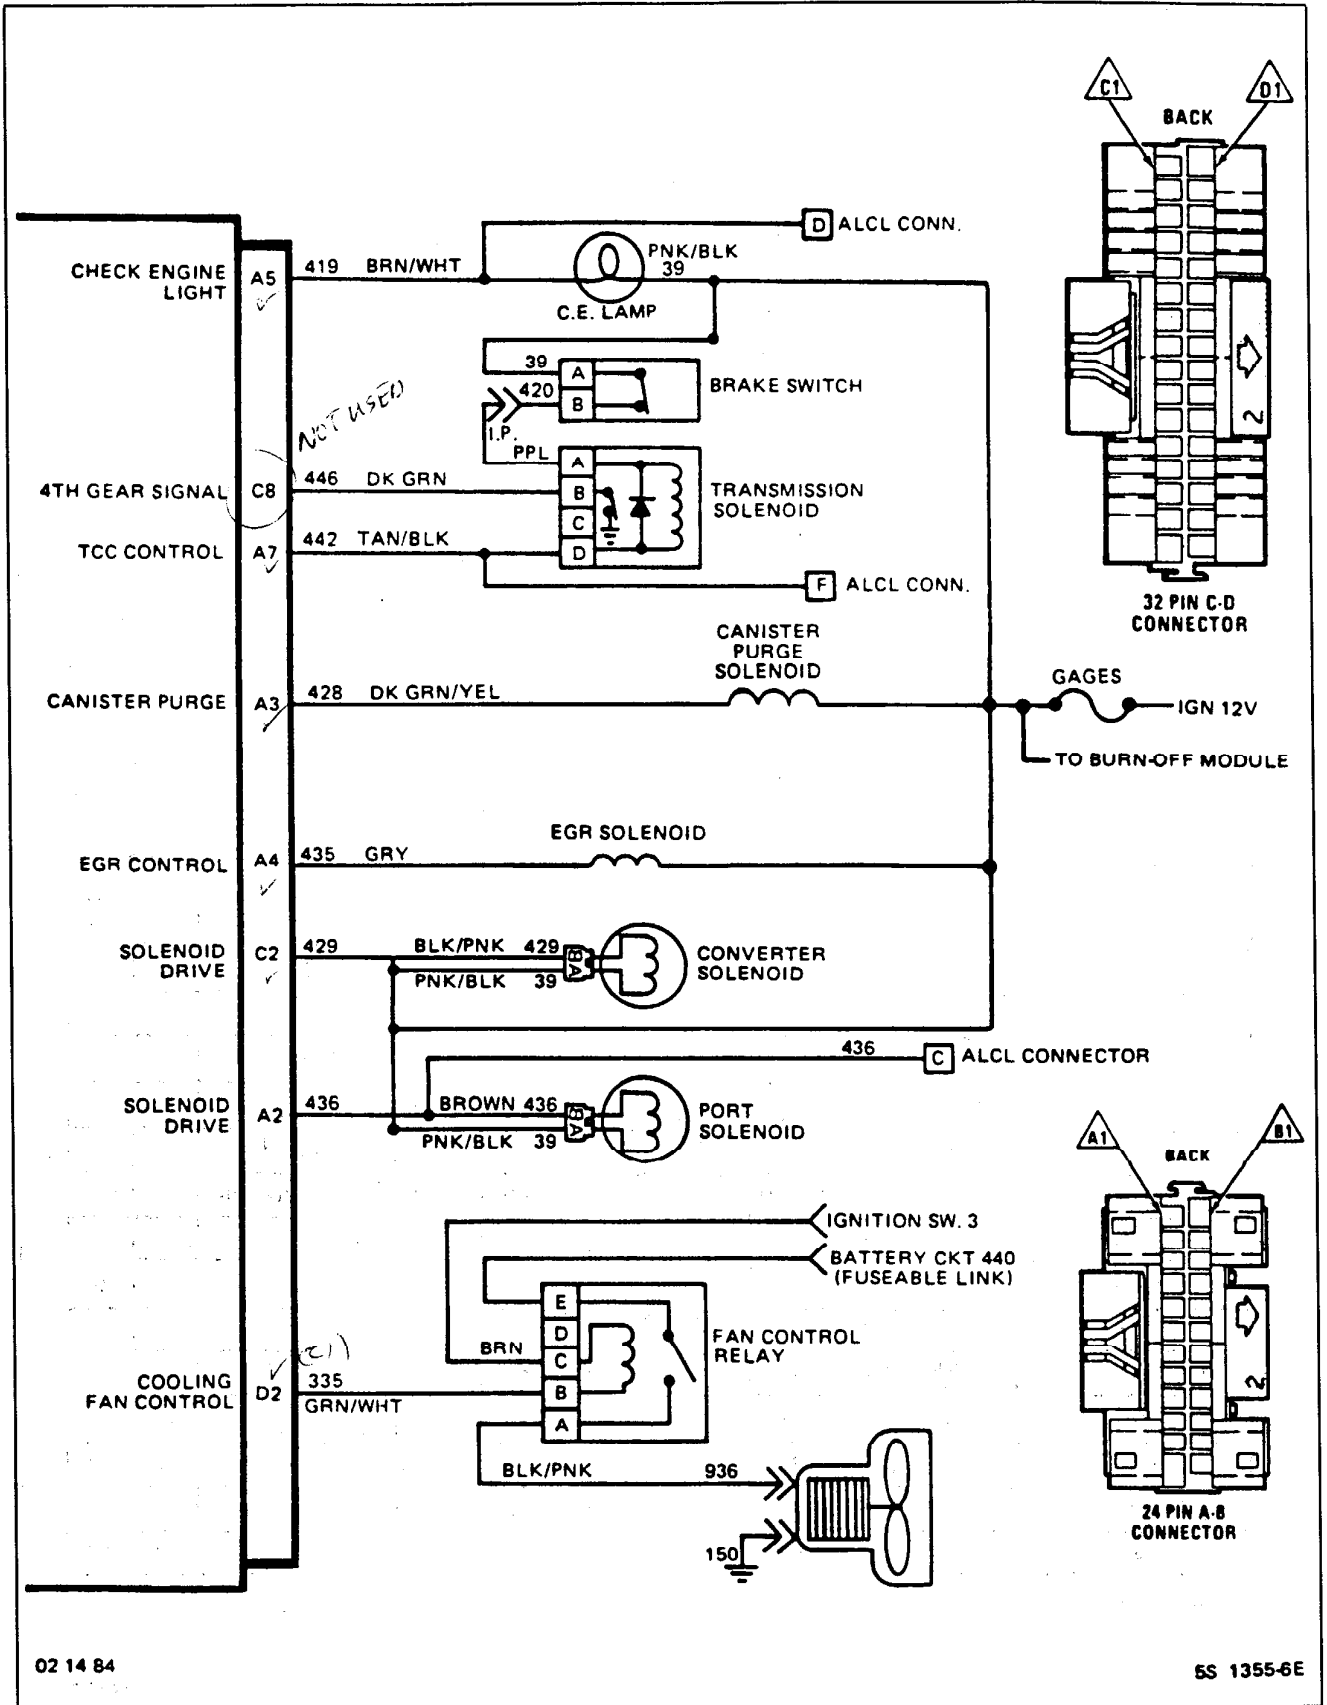 C1
D1
BACK
D ALCL CONN.
CHECK ENGINE
LIGHT
A5
419 BRN/WHT
PNK/BLK
39
C.E. LAMP
39
A
BRAKE SWITCH
420
B
I.P.
NOT USED
PPL
A
4TH GEAR SIGNAL
C8
446 DK GRN
B
TRANSMISSION
SOLENOID
C
TCC CONTROL
A7
442 TAN/BLK
D
F ALCL CONN.
2
32 PIN C-D
CONNECTOR
CANISTER
PURGE
SOLENOID
CANISTER PURGE
A3
428 DK GRN/YEL
GAGES
IGN 12V
TO BURN-OFF MODULE
EGR SOLENOID
EGR CONTROL
A4
435 GRY
SOLENOID
DRIVE
C2
429
BLK/PNK 429
B
A
PNK/BLK 39
CONVERTER
SOLENOID
436
C ALCL CONNECTOR
SOLENOID
DRIVE
A2
436
BROWN 436
B
A
PNK/BLK 39
PORT
SOLENOID
A1
B1
BACK
IGNITION SW. 3
BATTERY CKT 440
(FUSEABLE LINK)
E
D
BRN
C
B
A
FAN CONTROL
RELAY
(C1)
COOLING
FAN CONTROL
D2
335
GRN/WHT
BLK/PNK 936
150
2
24 PIN A-B
CONNECTOR
02 14 84
5S 1355-6E